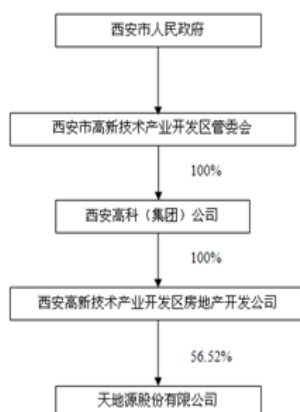 西安市人民政府
西安市高新技术产业开发区管委会
100%
西安高科（集团）公司
100%
西安高新技术产业开发区房地产开发公司
56.52%
天地源股份有限公司